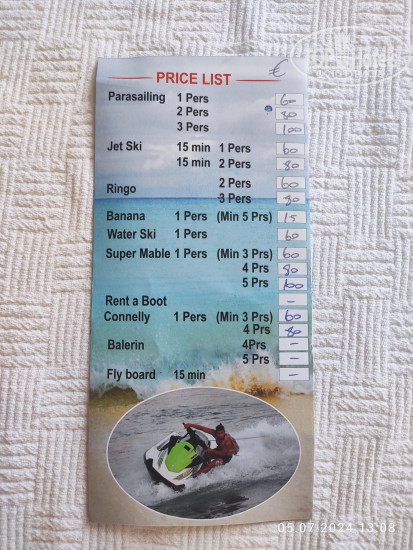 €
PRICE LIST
Parasailing 1 Pers 60
2 Pers 80
3 Pers 100
Jet Ski 15 min 1 Pers 60
15 min 2 Pers 80
Ringo 2 Pers 60
3 Pers 80
Banana 1 Pers (Min 5 Prs) 15
Water Ski 1 Pers 60
Super Mable 1 Pers (Min 3 Prs) 60
4 Prs 80
5 Prs 100
Rent a Boot -
Connelly 1 Pers (Min 3 Prs) 60
4 Prs 80
Balerin 4Prs -
5 Prs -
Fly board 15 min -
05.07.2024 13:08